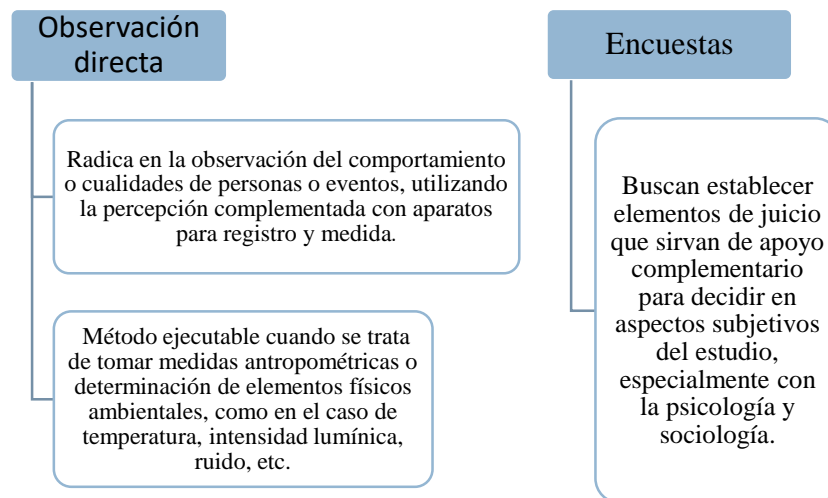 Observación
directa
Radica en la observación del comportamiento
o cualidades de personas o eventos, utilizando
la percepción complementada con aparatos
para registro y medida.
Método ejecutable cuando se trata
de tomar medidas antropométricas o
determinación de elementos físicos
ambientales, como en el caso de
temperatura, intensidad lumínica,
ruido, etc.
Encuestas
Buscan establecer
elementos de juicio
que sirvan de apoyo
complementario
para decidir en
aspectos subjetivos
del estudio,
especialmente con
la psicología y
sociología.